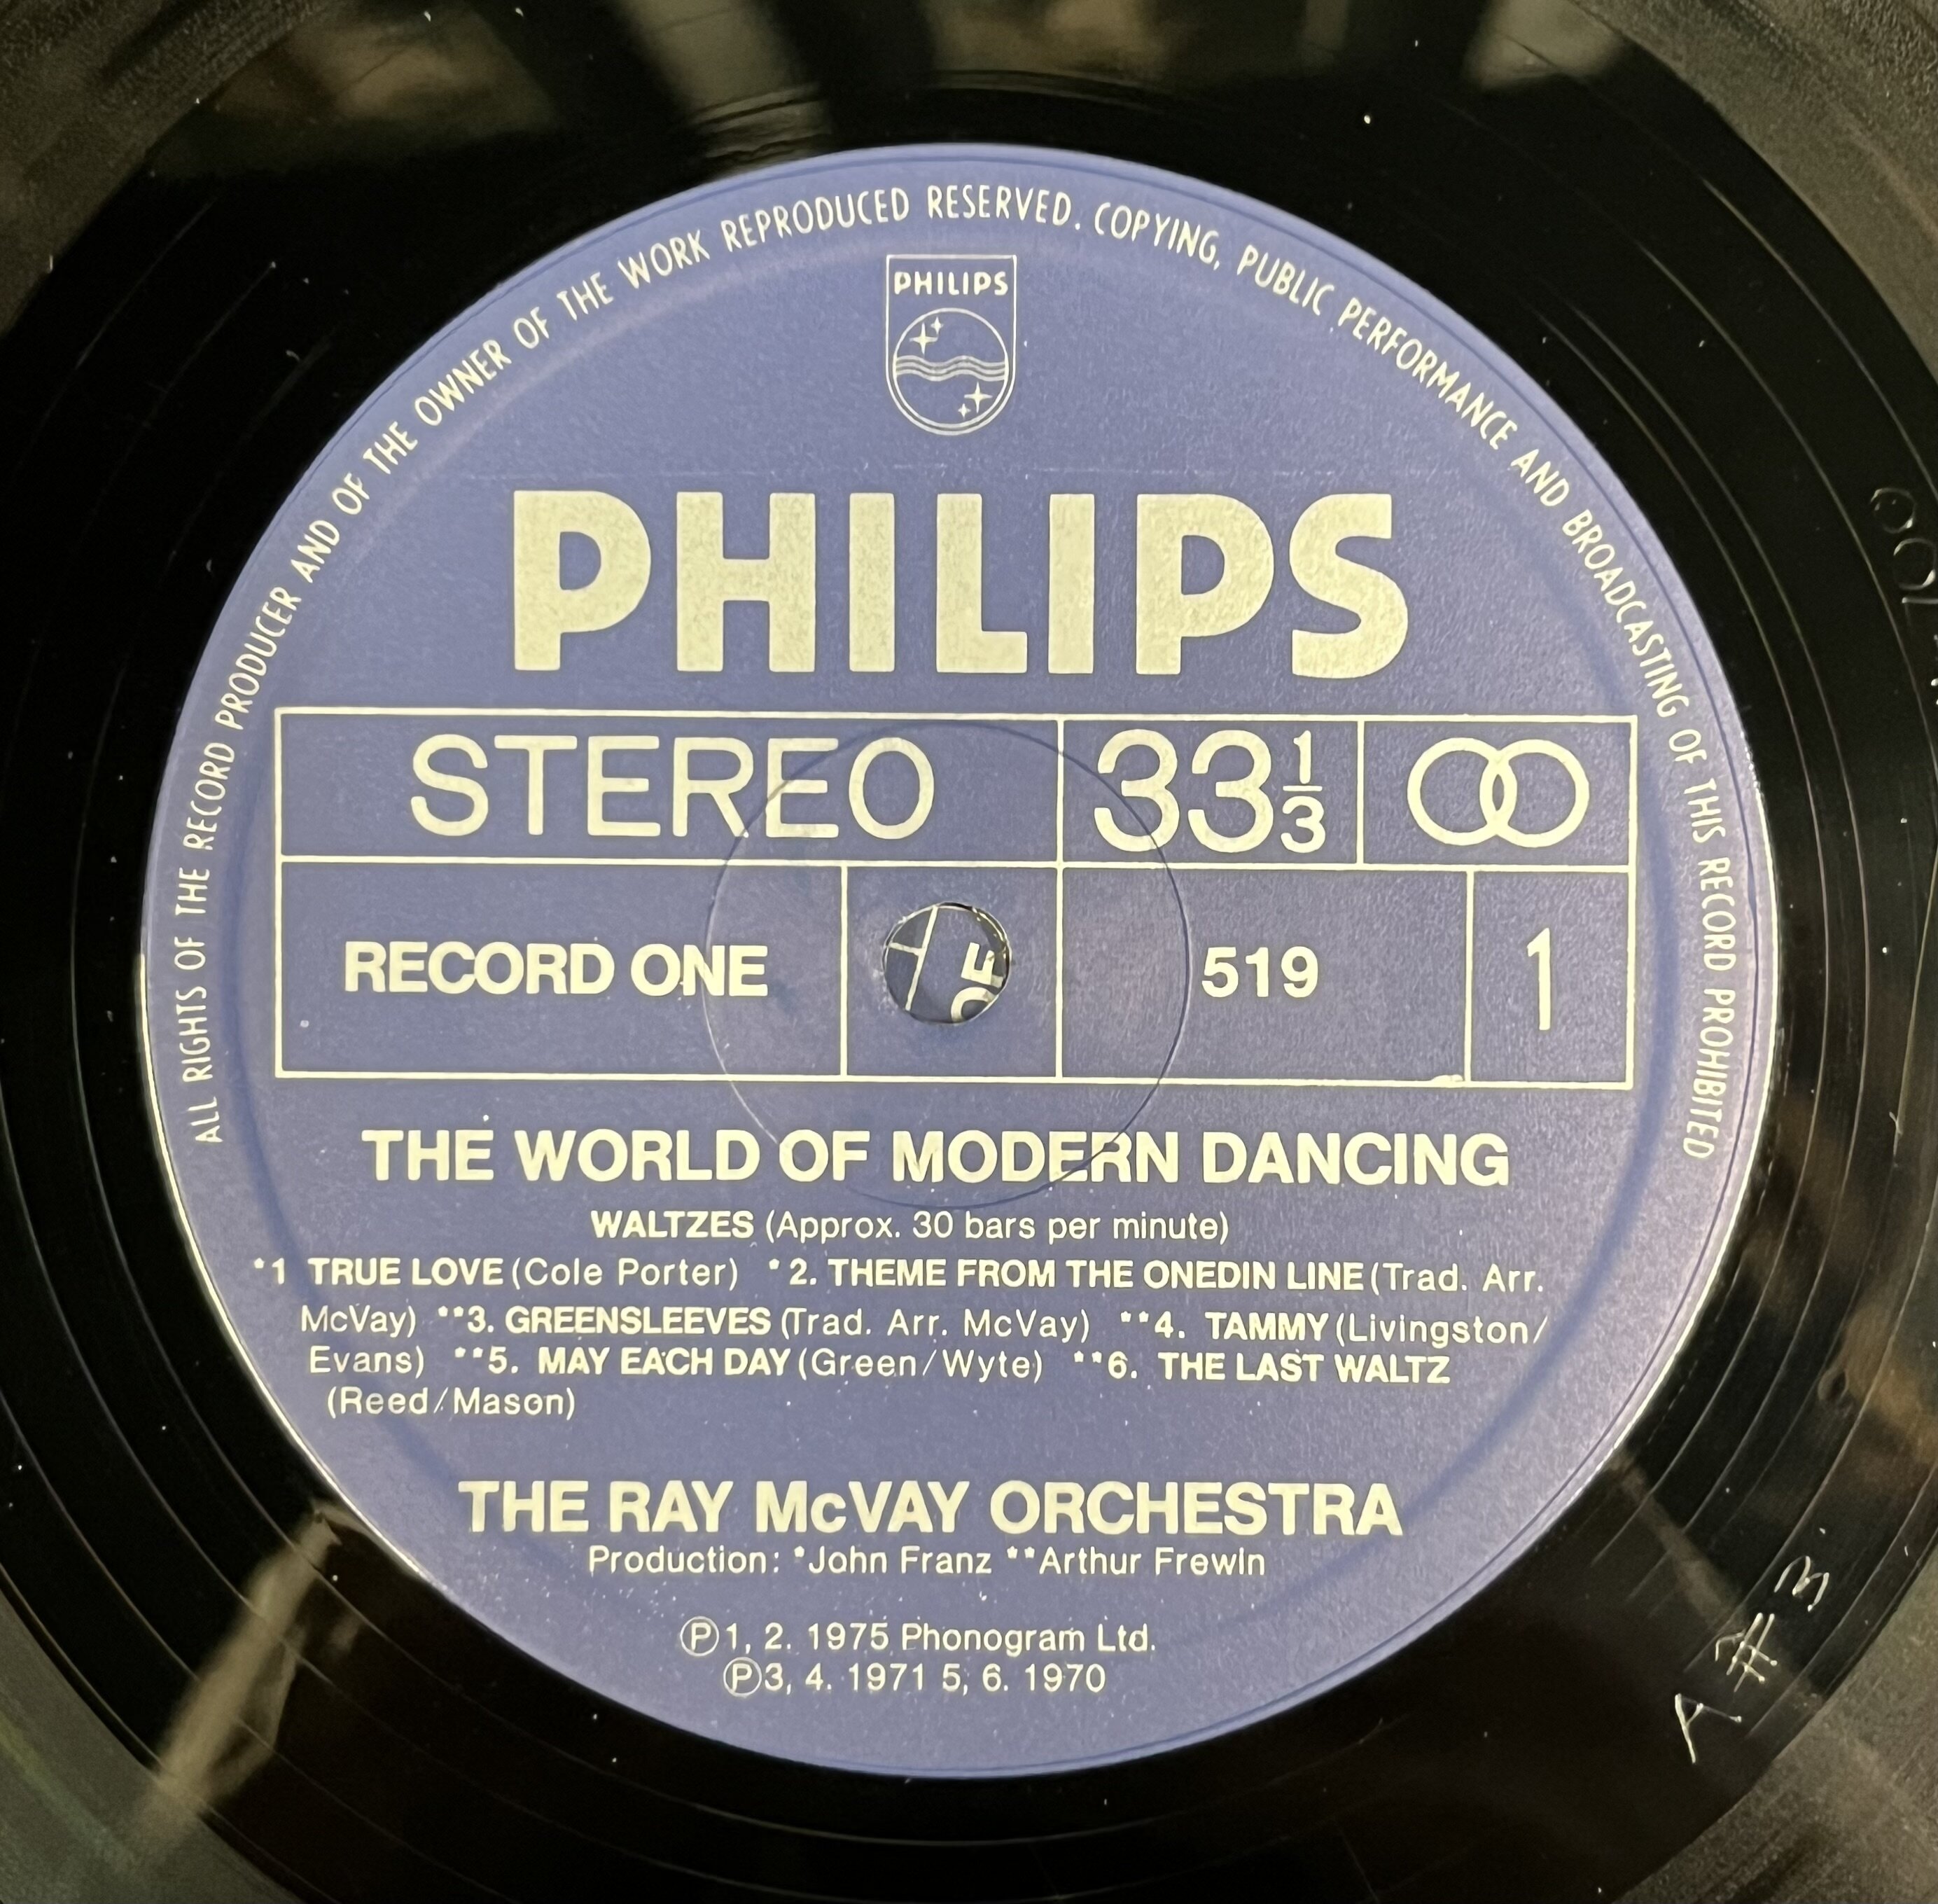 ALL RIGHTS OF THE RECORD PRODUCER AND OF THE OWNER OF THE WORK REPRODUCED RESERVED. COPYING, PUBLIC PERFORMANCE AND BROADCASTING OF THIS RECORD PROHIBITED
PHILIPS
PHILIPS
STEREO 33 1/3
RECORD ONE 519 1
OF
THE WORLD OF MODERN DANCING
WALTZES (Approx. 30 bars per minute)
*1 TRUE LOVE (Cole Porter) *2. THEME FROM THE ONEDIN LINE (Trad. Arr.
McVay) **3. GREENSLEEVES (Trad. Arr. McVay) **4. TAMMY (Livingston/
Evans) **5. MAY EACH DAY (Green/Wyte) **6. THE LAST WALTZ
(Reed/Mason)
THE RAY McVAY ORCHESTRA
Production: *John Franz **Arthur Frewin
Ⓟ1, 2. 1975 Phonogram Ltd.
Ⓟ3, 4. 1971 5, 6. 1970
A # 3